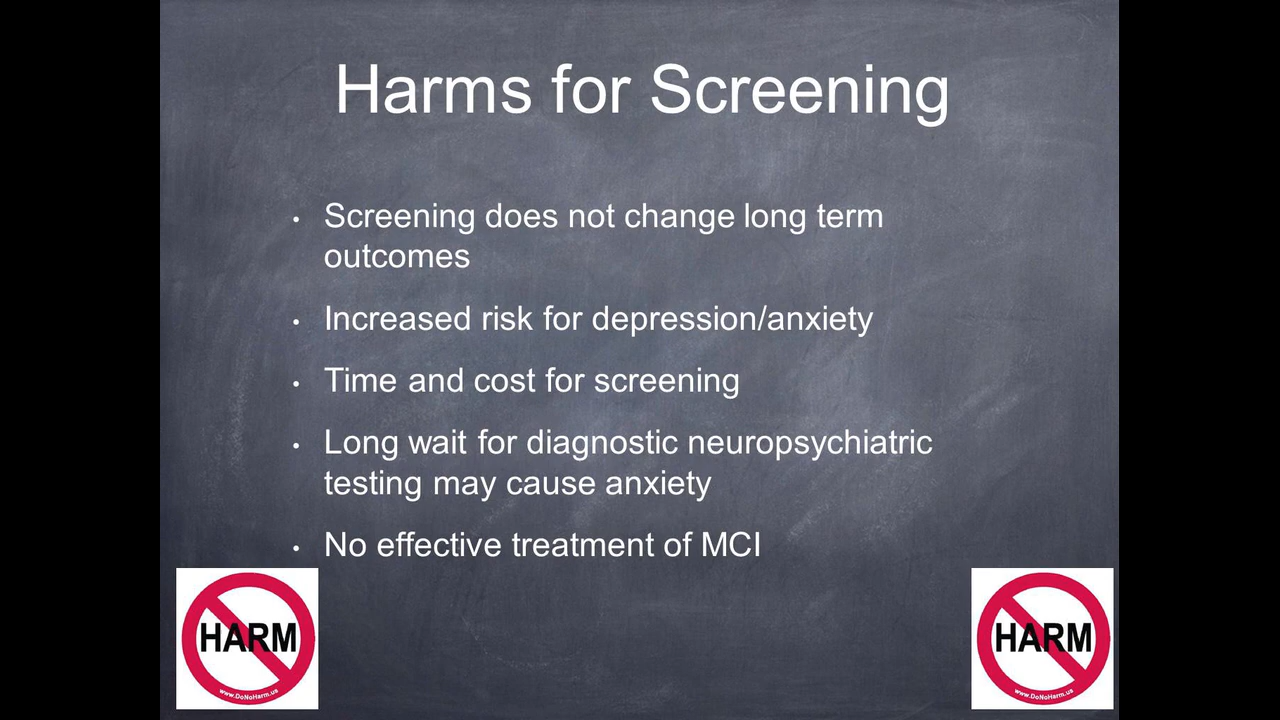 Harms for Screening
• Screening does not change long term
outcomes
• Increased risk for depression/anxiety
• Time and cost for screening
• Long wait for diagnostic neuropsychiatric
testing may cause anxiety
• No effective treatment of MCI
HARM
www.DoNoHarm.us
HARM
www.DoNoHarm.us